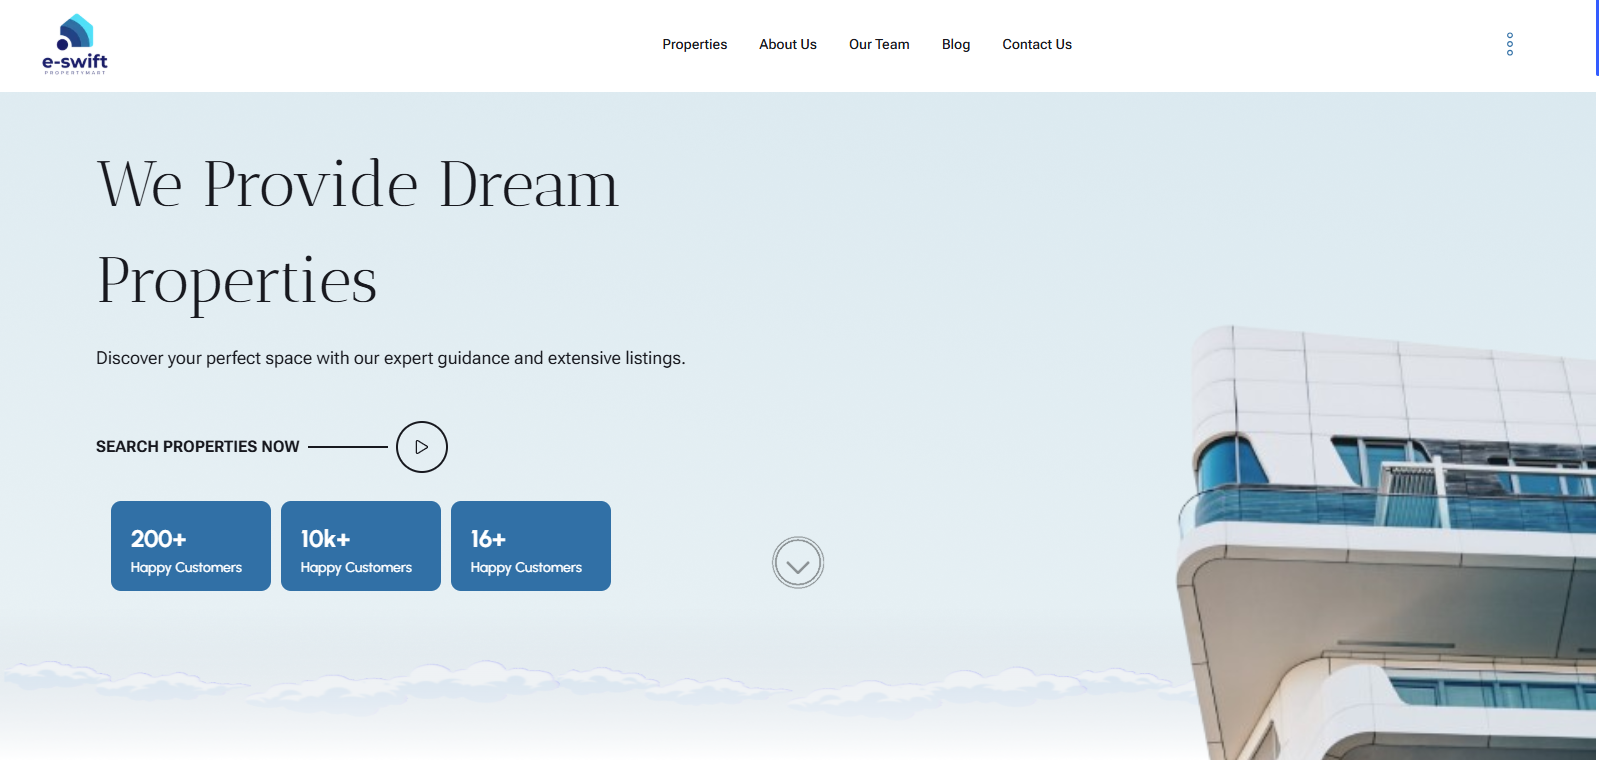 e-swift
PROPERTYMART
Properties
About Us
Our Team
Blog
Contact Us
We Provide Dream
Properties
Discover your perfect space with our expert guidance and extensive listings.
SEARCH PROPERTIES NOW
200+
Happy Customers
10k+
Happy Customers
16+
Happy Customers